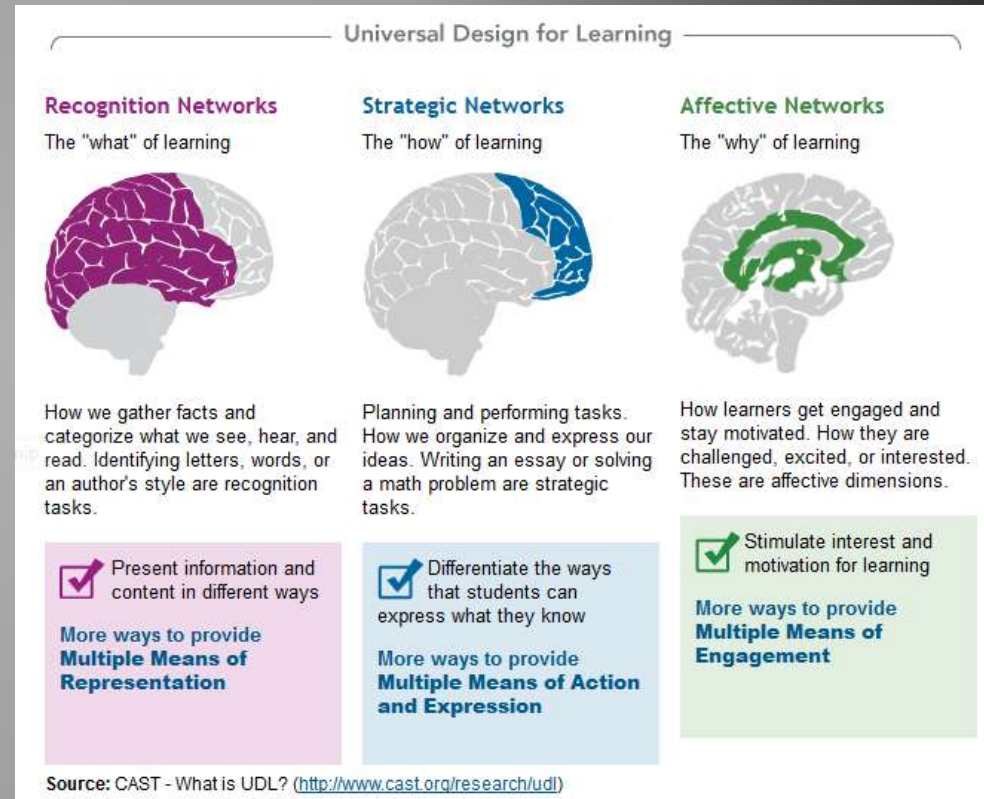 Universal Design for Learning
Recognition Networks
The "what" of learning
How we gather facts and
categorize what we see, hear, and
read. Identifying letters, words, or
an author's style are recognition
tasks.
Present information and
content in different ways
More ways to provide
Multiple Means of
Representation
Strategic Networks
The "how" of learning
Planning and performing tasks.
How we organize and express our
ideas. Writing an essay or solving
a math problem are strategic
tasks.
Differentiate the ways
that students can
express what they know
More ways to provide
Multiple Means of Action
and Expression
Affective Networks
The "why" of learning
How learners get engaged and
stay motivated. How they are
challenged, excited, or interested.
These are affective dimensions.
Stimulate interest and
motivation for learning
More ways to provide
Multiple Means of
Engagement
Source: CAST - What is UDL? (http://www.cast.org/research/udl)